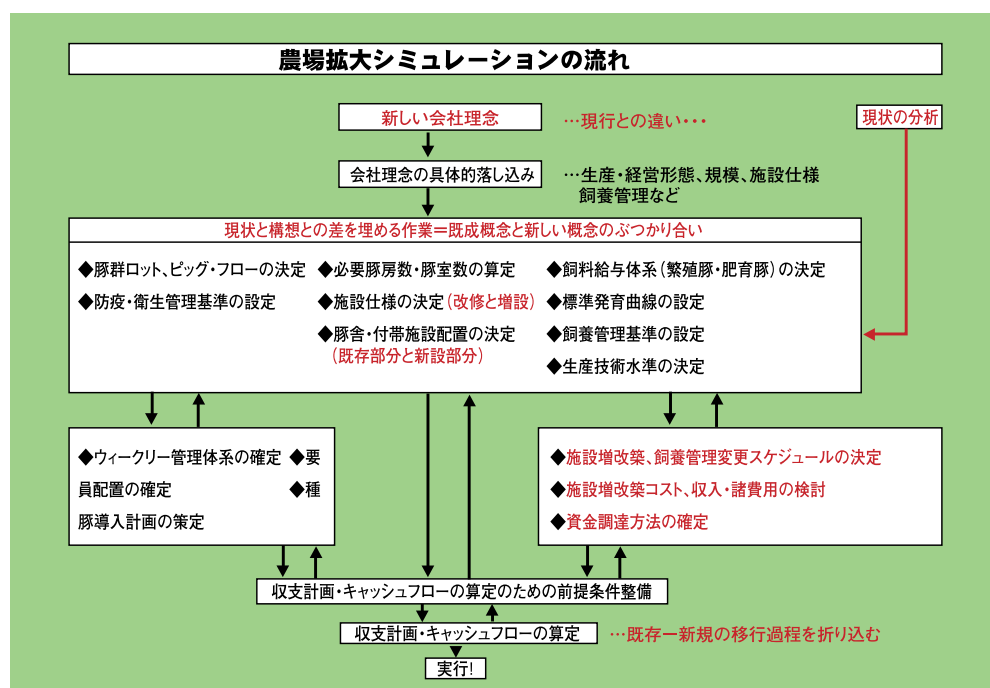 農場拡大シミュレーションの流れ
新しい会社理念
…現行との違い・・・
現状の分析
会社理念の具体的落し込み
…生産・経営形態、規模、施設仕様
飼養管理など
現状と構想との差を埋める作業＝既成概念と新しい概念のぶつかり合い
◆豚群ロット、ピッグ・フローの決定
◆防疫・衛生管理基準の設定
◆必要豚房数・豚室数の算定
◆施設仕様の決定（改修と増設）
◆豚舎・付帯施設配置の決定
（既存部分と新設部分）
◆飼料給与体系（繁殖豚・肥育豚）の決定
◆標準発育曲線の設定
◆飼養管理基準の設定
◆生産技術水準の決定
◆ウィークリー管理体系の確定 ◆要
員配置の確定 ◆種
豚導入計画の策定
◆施設増改築、飼養管理変更スケジュールの決定
◆施設増改築コスト、収入・諸費用の検討
◆資金調達方法の確定
収支計画・キャッシュフローの算定のための前提条件整備
収支計画・キャッシュフローの算定
…既存ー新規の移行過程を折り込む
実行!